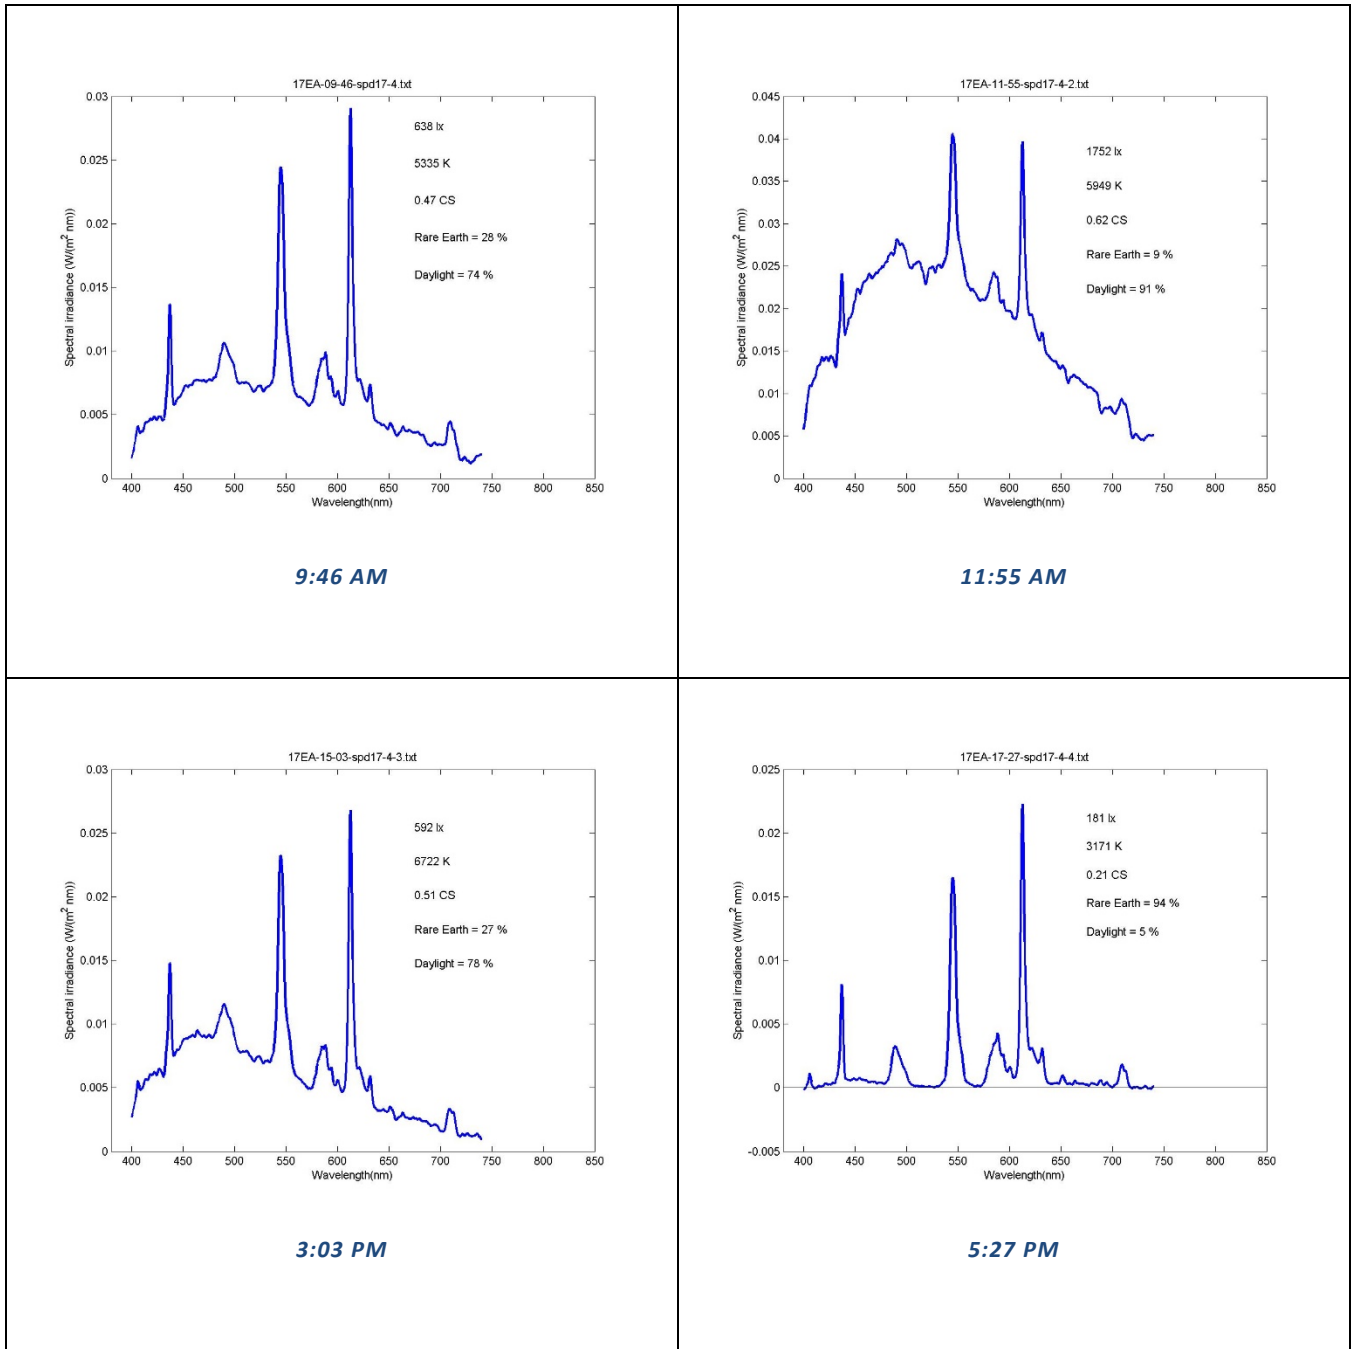 17EA-09-46-spd17-4.txt
0.03
0.025
0.02
0.015
0.01
0.005
0
Spectral irradiance (W/(m² nm))
638 lx
5335 K
0.47 CS
Rare Earth = 28 %
Daylight = 74 %
400 450 500 550 600 650 700 750 800 850
Wavelength(nm)
9:46 AM
17EA-11-55-spd17-4-2.txt
0.045
0.04
0.035
0.03
0.025
0.02
0.015
0.01
0.005
0
Spectral irradiance (W/(m² nm))
1752 lx
5949 K
0.62 CS
Rare Earth = 9 %
Daylight = 91 %
400 450 500 550 600 650 700 750 800 850
Wavelength(nm)
11:55 AM
17EA-15-03-spd17-4-3.txt
0.03
0.025
0.02
0.015
0.01
0.005
0
Spectral irradiance (W/(m² nm))
592 lx
6722 K
0.51 CS
Rare Earth = 27 %
Daylight = 78 %
400 450 500 550 600 650 700 750 800 850
Wavelength(nm)
3:03 PM
17EA-17-27-spd17-4-4.txt
0.025
0.02
0.015
0.01
0.005
0
-0.005
Spectral irradiance (W/(m² nm))
181 lx
3171 K
0.21 CS
Rare Earth = 94 %
Daylight = 5 %
400 450 500 550 600 650 700 750 800 850
Wavelength(nm)
5:27 PM